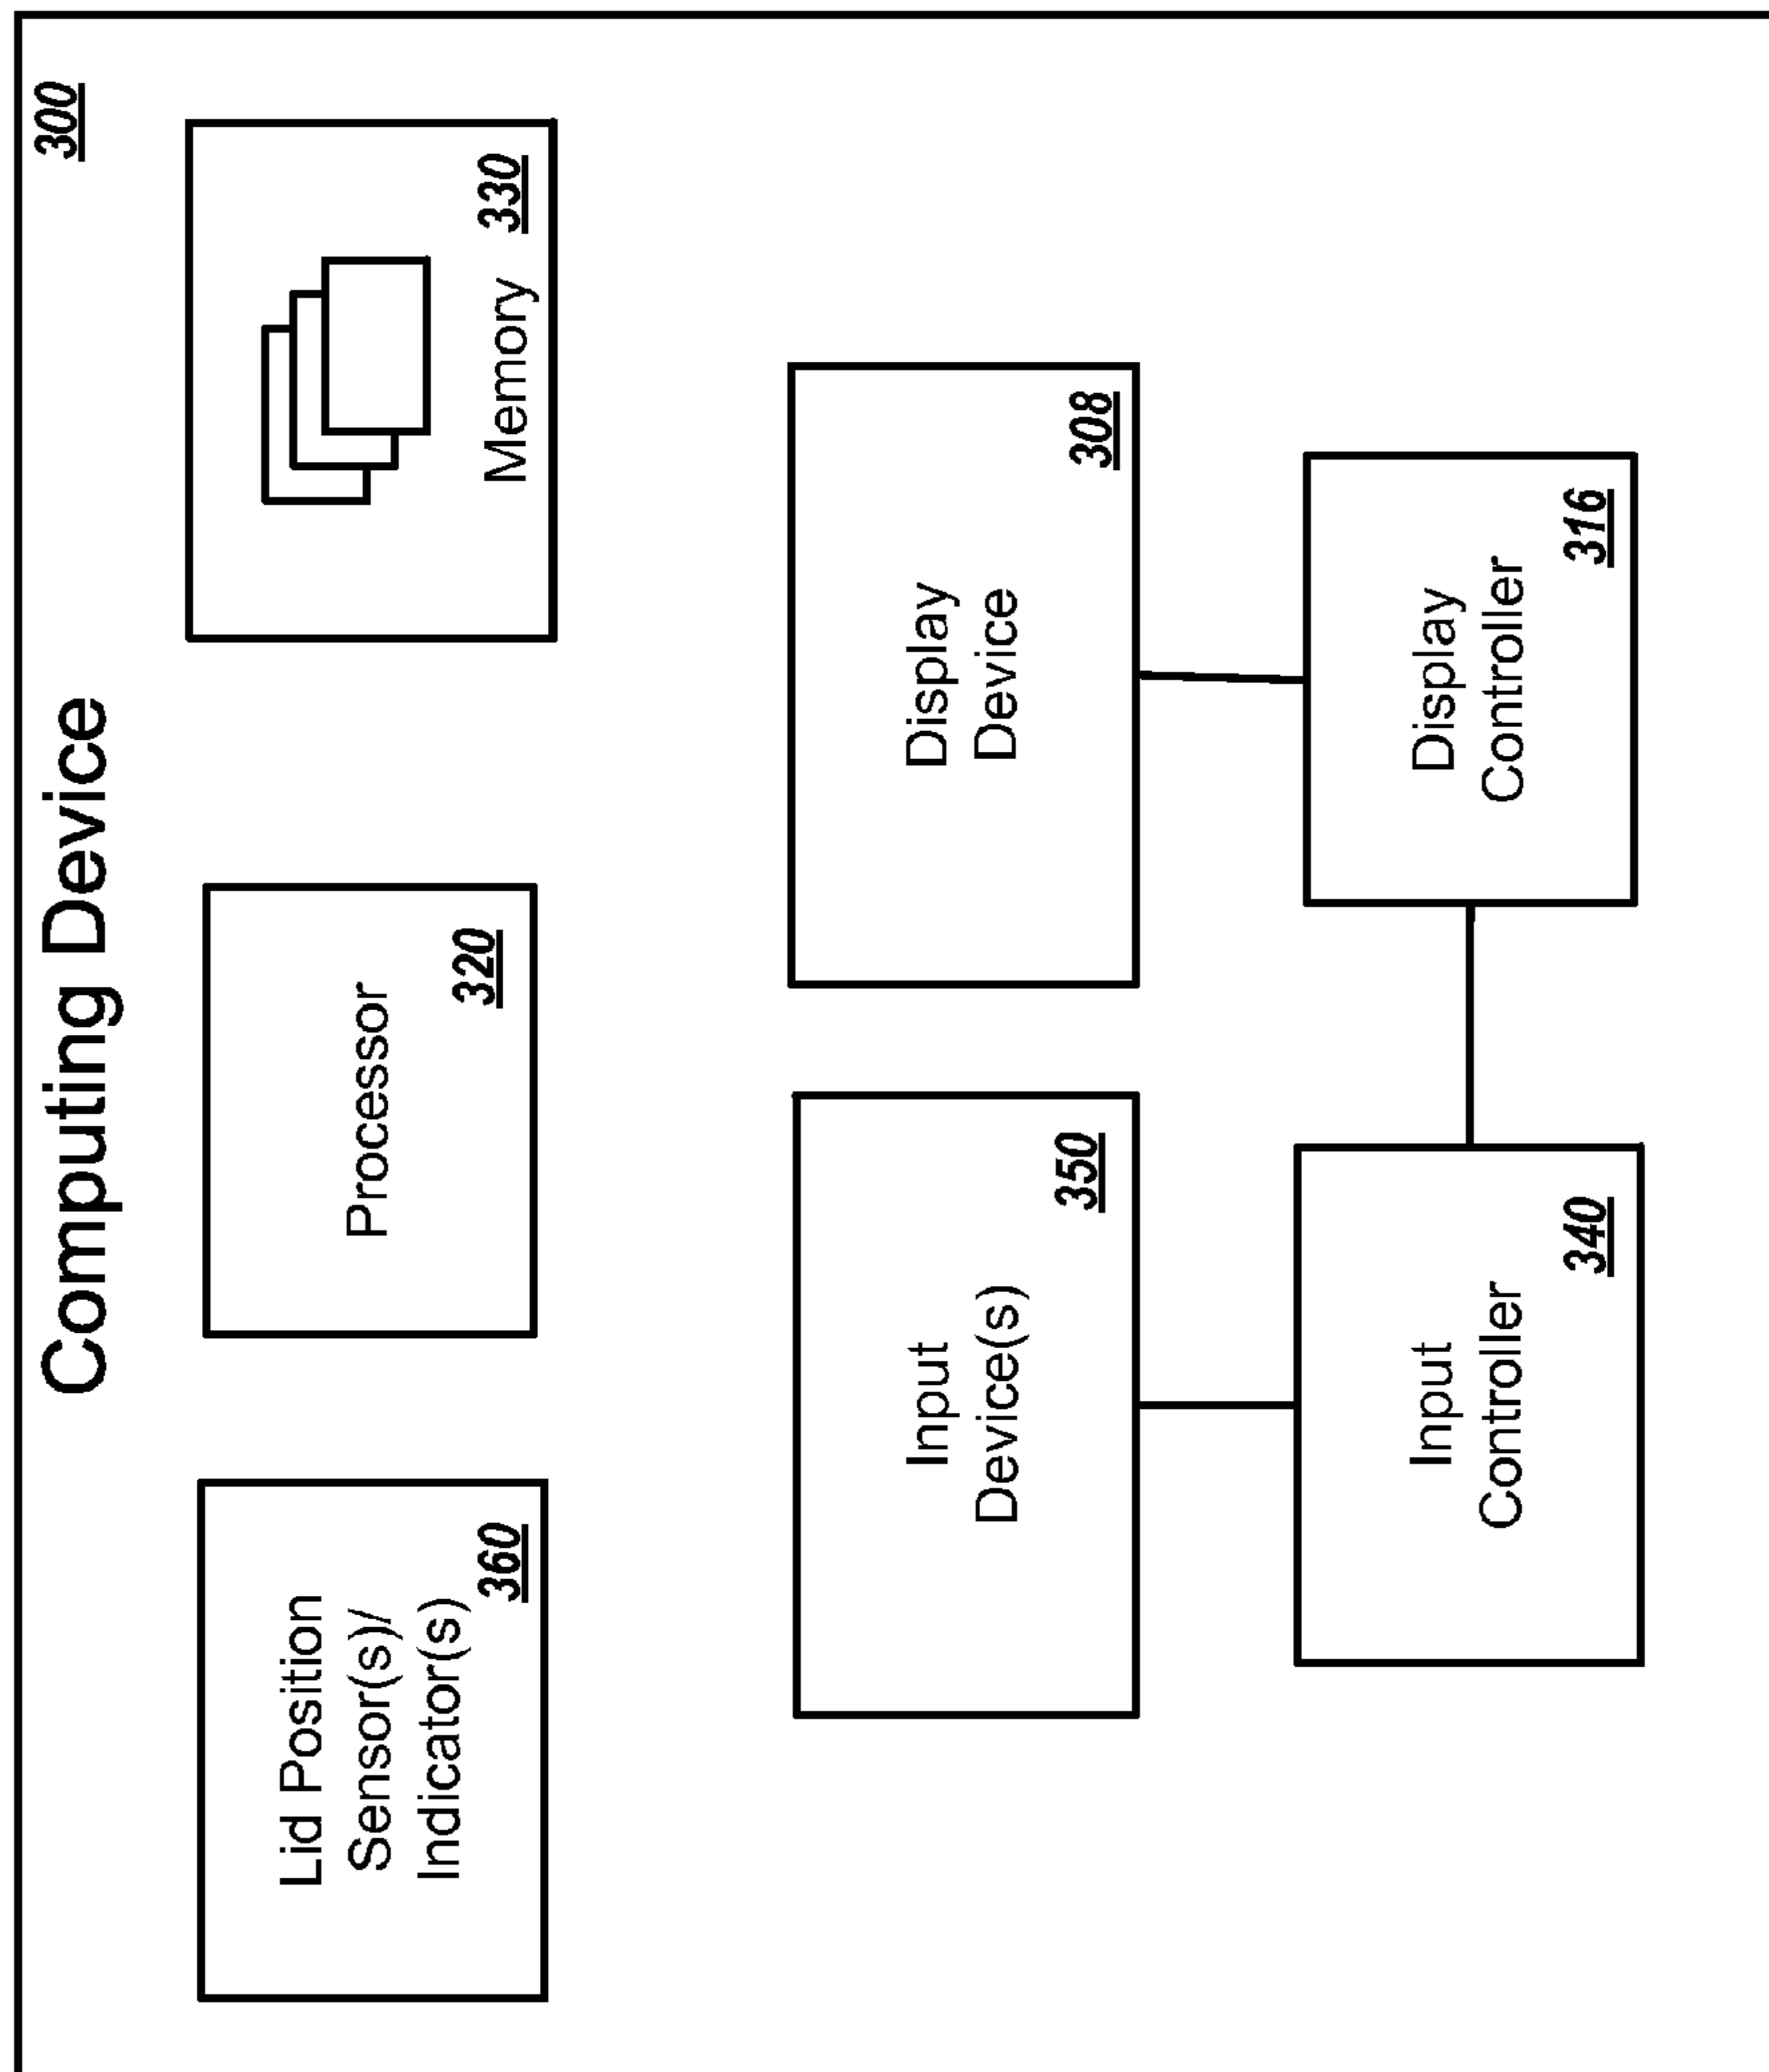 Computing Device
300
Lid Position
Sensor(s)/
Indicator(s)
360
Processor
320
Memory
330
Input
Device(s)
350
Display
Device
308
Input
Controller
340
Display
Controller
316